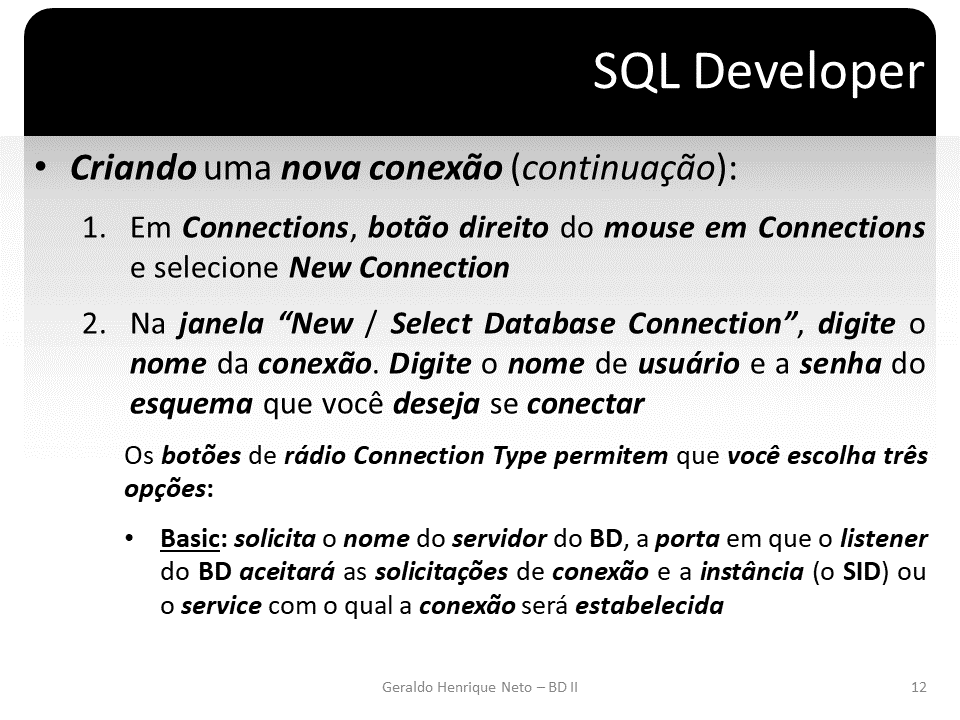 SQL Developer
• Criando uma nova conexão (continuação):
1. Em Connections, botão direito do mouse em Connections
e selecione New Connection
2. Na janela “New / Select Database Connection”, digite o
nome da conexão. Digite o nome de usuário e a senha do
esquema que você deseja se conectar
Os botões de rádio Connection Type permitem que você escolha três
opções:
• Basic: solicita o nome do servidor do BD, a porta em que o listener
do BD aceitará as solicitações de conexão e a instância (o SID) ou
o service com o qual a conexão será estabelecida
Geraldo Henrique Neto – BD II
12